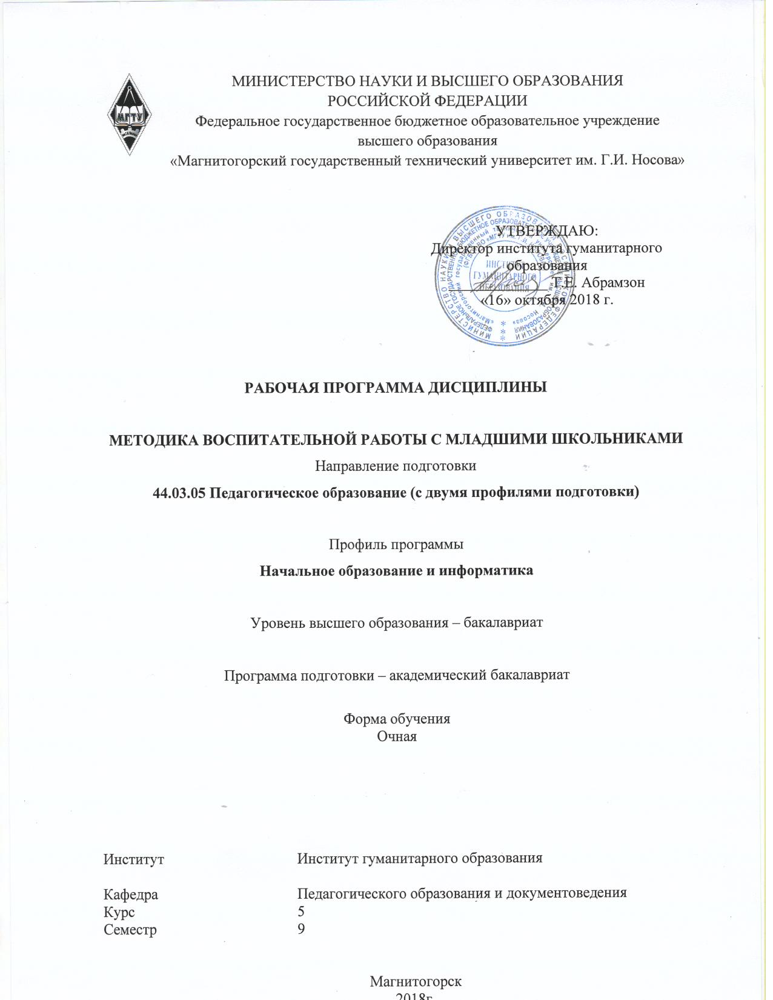 МГТУ
МИНИСТЕРСТВО НАУКИ И ВЫСШЕГО ОБРАЗОВАНИЯ
РОССИЙСКОЙ ФЕДЕРАЦИИ
Федеральное государственное бюджетное образовательное учреждение
высшего образования
«Магнитогорский государственный технический университет им. Г.И. Носова»
УТВЕРЖДАЮ:
Директор института гуманитарного
образования
Т.Е. Абрамзон
«16» октября 2018 г.
ИНСТИТУТ
ГУМАНИТАРНОГО
ОБРАЗОВАНИЯ
РАБОЧАЯ ПРОГРАММА ДИСЦИПЛИНЫ
МЕТОДИКА ВОСПИТАТЕЛЬНОЙ РАБОТЫ С МЛАДШИМИ ШКОЛЬНИКАМИ
Направление подготовки
44.03.05 Педагогическое образование (с двумя профилями подготовки)
Профиль программы
Начальное образование и информатика
Уровень высшего образования – бакалавриат
Программа подготовки – академический бакалавриат
Форма обучения
Очная
Институт Институт гуманитарного образования
Кафедра Педагогического образования и документоведения
Курс 5
Семестр 9
Магнитогорск
2018г